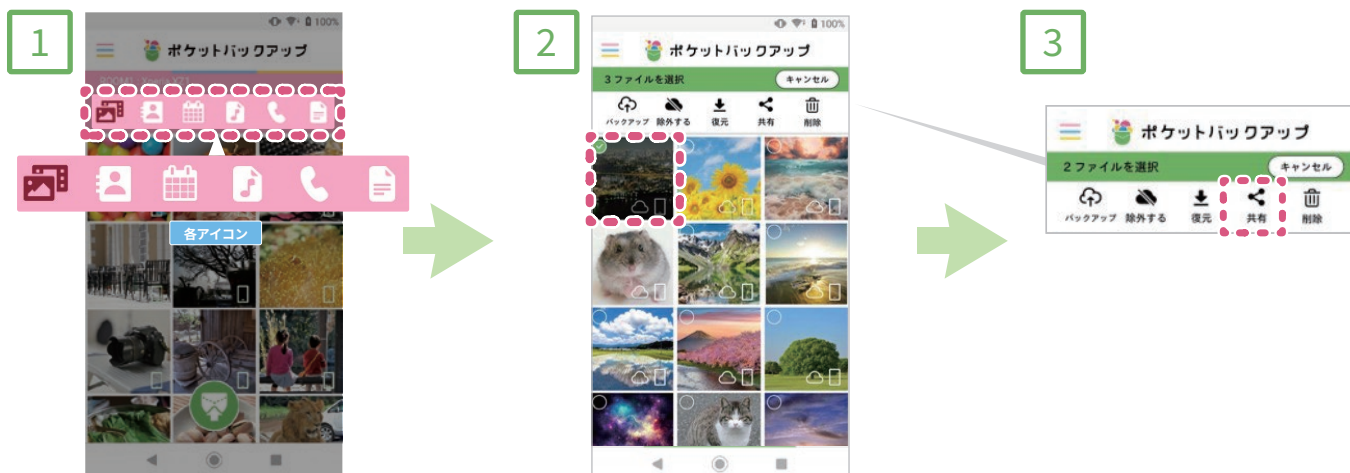 1
100%
ポケットバックアップ
各アイコン
2
100%
ポケットバックアップ
3ファイルを選択
キャンセル
バックアップ 除外する 復元 共有 削除
3
ポケットバックアップ
2ファイルを選択
キャンセル
バックアップ 除外する 復元 共有 削除